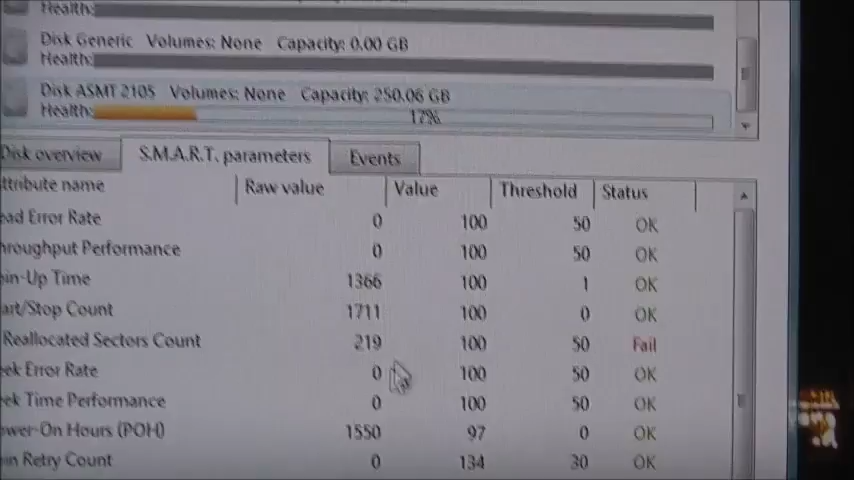 Health:
Disk Generic Volumes: None Capacity: 0.00 GB
Health:
Disk ASMT 2105 Volumes: None Capacity: 250.06 GB
Health: 17%
Disk overview S.M.A.R.T. parameters Events
ttribute name Raw value Value Threshold Status
ead Error Rate 0 100 50 OK
hroughput Performance 0 100 50 OK
pin-Up Time 1366 100 1 OK
art/Stop Count 1711 100 0 OK
Reallocated Sectors Count 219 100 50 Fail
eek Error Rate 0 100 50 OK
ek Time Performance 0 100 50 OK
wer-On Hours (POH) 1550 97 0 OK
in Retry Count 0 134 30 OK